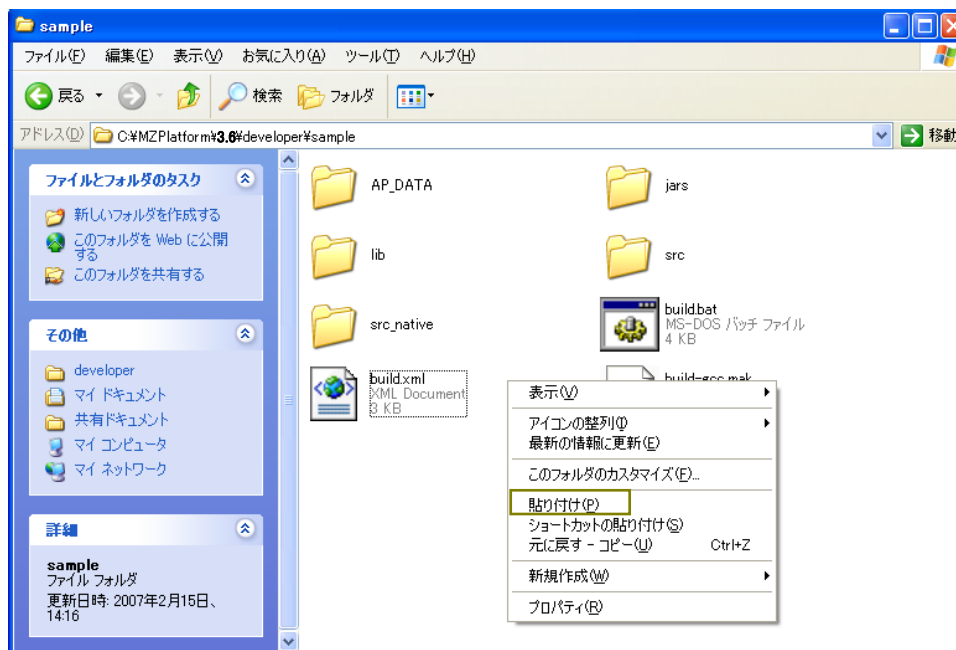 sample
ファイル(F) 編集(E) 表示(V) お気に入り(A) ツール(T) ヘルプ(H)
戻る 検索 フォルダ
アドレス(D) C:¥MZPlatform¥3.6¥developer¥sample 移動
ファイルとフォルダのタスク
新しいフォルダを作成する
このフォルダを Web に公開
する
このフォルダを共有する
その他
developer
マイ ドキュメント
共有ドキュメント
マイ コンピュータ
マイ ネットワーク
詳細
sample
ファイル フォルダ
更新日時: 2007年2月15日、
14:16
AP_DATA
jars
lib
src
src_native
build.bat
MS-DOS バッチ ファイル
4 KB
build.xml
XML Document
3 KB
build-gcc.mak
表示(V)
アイコンの整列(I)
最新の情報に更新(E)
このフォルダのカスタマイズ(F)...
貼り付け(P)
ショートカットの貼り付け(S)
元に戻す - コピー(U) Ctrl+Z
新規作成(W)
プロパティ(R)